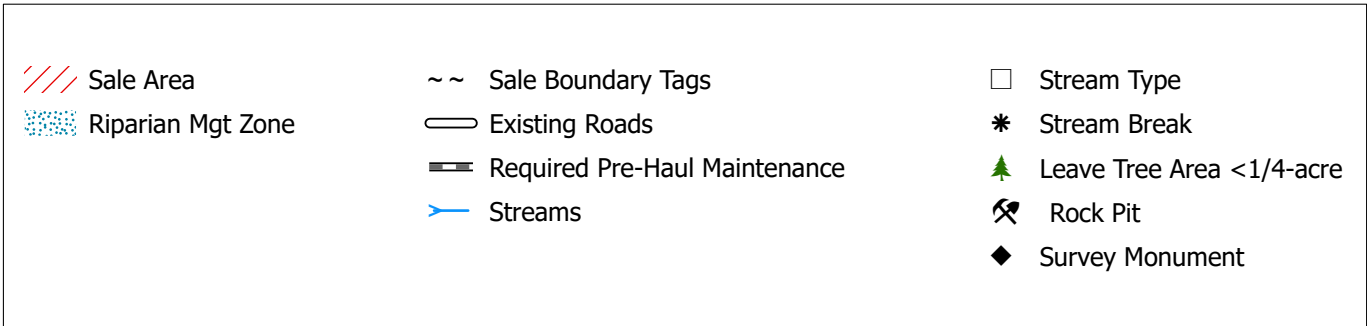 Sale Area
Riparian Mgt Zone
Sale Boundary Tags
Existing Roads
Required Pre-Haul Maintenance
Streams
Stream Type
Stream Break
Leave Tree Area <1/4-acre
Rock Pit
Survey Monument